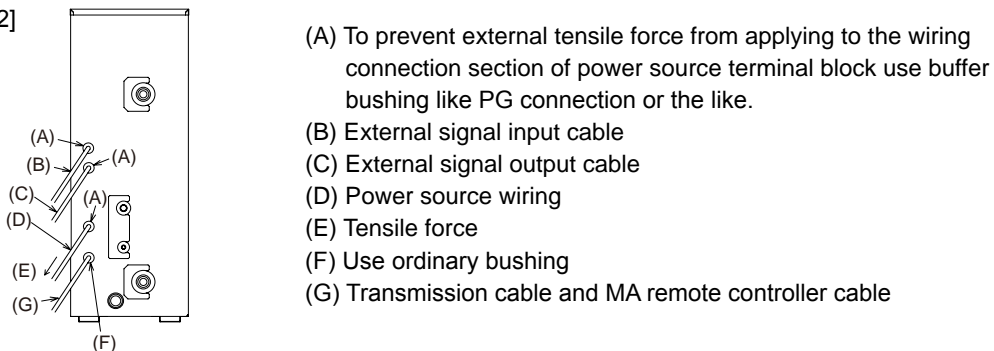 2]
(A)
(B)
(A)
(C)
(A)
(D)
(E)
(G)
(F)
(A) To prevent external tensile force from applying to the wiring
connection section of power source terminal block use buffer
bushing like PG connection or the like.
(B) External signal input cable
(C) External signal output cable
(D) Power source wiring
(E) Tensile force
(F) Use ordinary bushing
(G) Transmission cable and MA remote controller cable